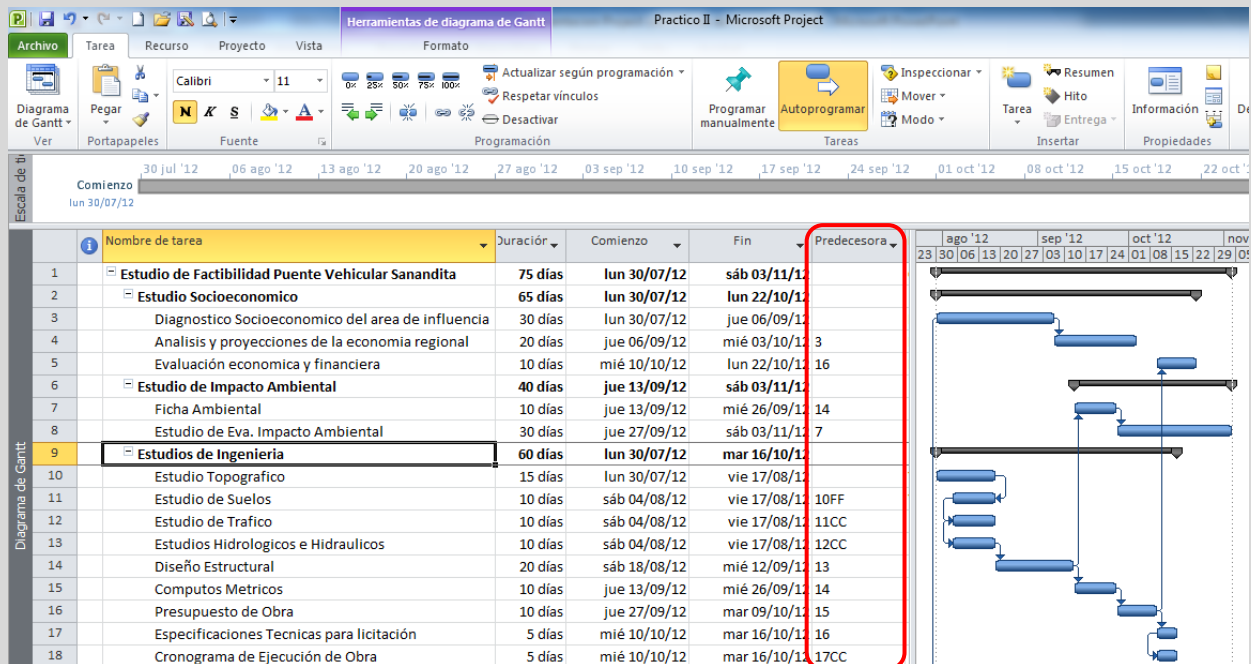 Herramientas de diagrama de Gantt Practico II - Microsoft Project
Archivo Tarea Recurso Proyecto Vista Formato
Diagrama de Gantt
Ver
Pegar
Portapapeles
Calibri 11
N K S A
Fuente
0% 25% 50% 75% 100%
Actualizar según programación
Respetar vínculos
Desactivar
Programación
Programar manualmente
Autoprogramar
Inspeccionar
Mover
Modo
Tareas
Tarea
Resumen
Hito
Entrega
Insertar
Información
Propiedades
30 jul '12 06 ago '12 13 ago '12 20 ago '12 27 ago '12 03 sep '12 10 sep '12 17 sep '12 24 sep '12 01 oct '12 08 oct '12 15 oct '12 22 oct '
Comienzo
lun 30/07/12
Escala de ti
Nombre de tarea Duración Comienzo Fin Predecesora
ago '12 sep '12 oct '12 nov
23 30 06 13 20 27 03 10 17 24 01 08 15 22 29 05
1 Estudio de Factibilidad Puente Vehicular Sanandita 75 días lun 30/07/12 sáb 03/11/12
2 Estudio Socioeconomico 65 días lun 30/07/12 lun 22/10/12
3 Diagnostico Socioeconomico del area de influencia 30 días lun 30/07/12 jue 06/09/12
4 Analisis y proyecciones de la economia regional 20 días jue 06/09/12 mié 03/10/12 3
5 Evaluación economica y financiera 10 días mié 10/10/12 lun 22/10/12 16
6 Estudio de Impacto Ambiental 40 días jue 13/09/12 sáb 03/11/12
7 Ficha Ambiental 10 días jue 13/09/12 mié 26/09/12 14
8 Estudio de Eva. Impacto Ambiental 30 días jue 27/09/12 sáb 03/11/12 7
9 Estudios de Ingenieria 60 días lun 30/07/12 mar 16/10/12
10 Estudio Topografico 15 días lun 30/07/12 vie 17/08/12
11 Estudio de Suelos 10 días sáb 04/08/12 vie 17/08/12 10FF
12 Estudio de Trafico 10 días sáb 04/08/12 vie 17/08/12 11CC
13 Estudios Hidrologicos e Hidraulicos 10 días sáb 04/08/12 vie 17/08/12 12CC
14 Diseño Estructural 20 días sáb 18/08/12 mié 12/09/12 13
15 Computos Metricos 10 días jue 13/09/12 mié 26/09/12 14
16 Presupuesto de Obra 10 días jue 27/09/12 mar 09/10/12 15
17 Especificaciones Tecnicas para licitación 5 días mié 10/10/12 mar 16/10/12 16
18 Cronograma de Ejecución de Obra 5 días mié 10/10/12 mar 16/10/12 17CC
Diagrama de Gantt